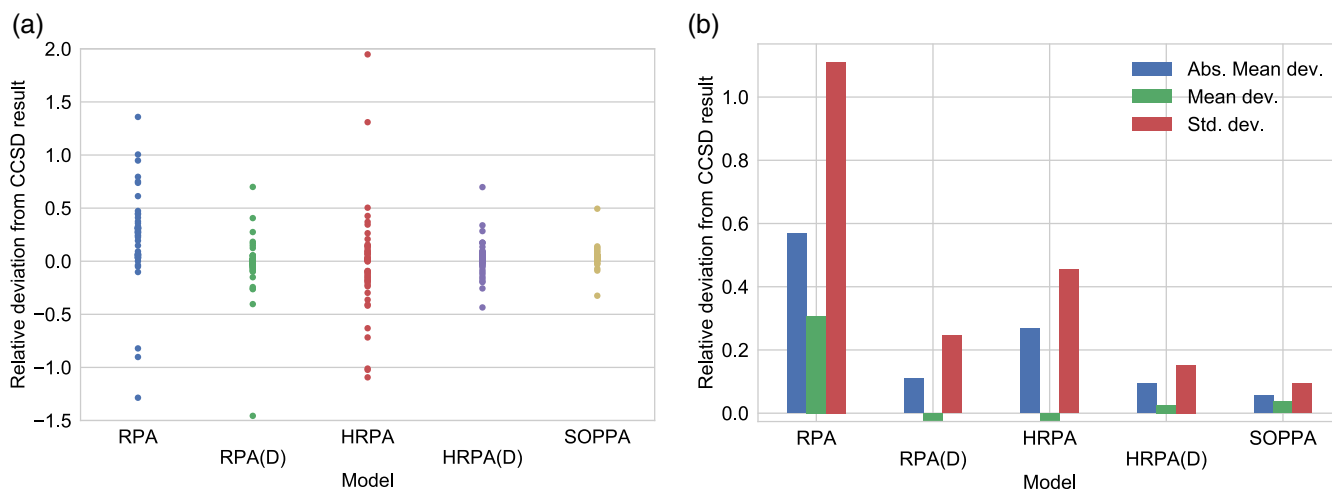 (a)
Relative deviation from CCSD result
2.0
1.5
1.0
0.5
0.0
−0.5
−1.0
−1.5
RPA
HRPA
SOPPA
RPA(D)
HRPA(D)
Model
(b)
Relative deviation from CCSD result
1.0
0.8
0.6
0.4
0.2
0.0
Abs. Mean dev.
Mean dev.
Std. dev.
RPA
HRPA
SOPPA
RPA(D)
HRPA(D)
Model